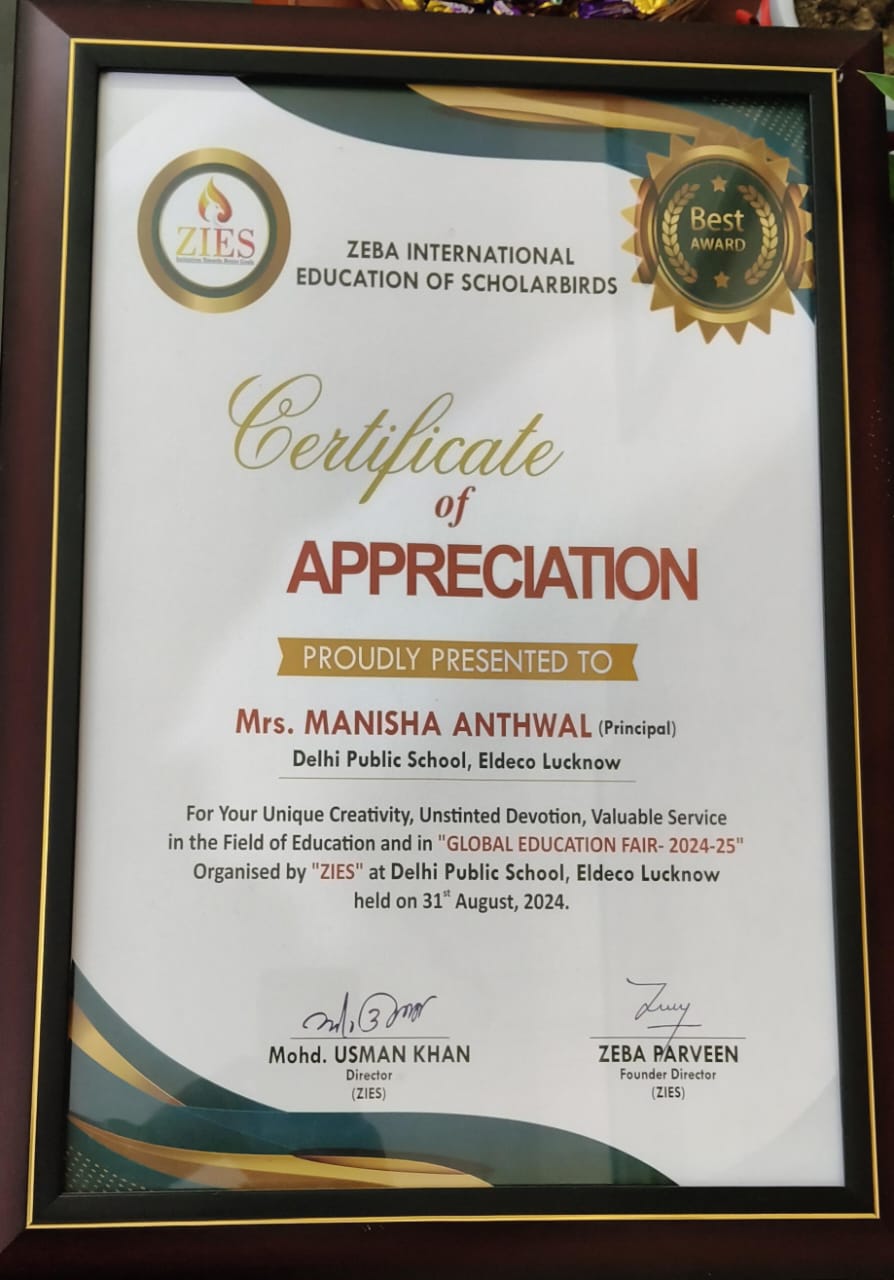 ZIES
ZEBA INTERNATIONAL
EDUCATION OF SCHOLARBIRDS
Best
AWARD
Certificate
of
APPRECIATION
PROUDLY PRESENTED TO
Mrs. MANISHA ANTHWAL (Principal)
Delhi Public School, Eldeco Lucknow
For Your Unique Creativity, Unstinted Devotion, Valuable Service
in the Field of Education and in "GLOBAL EDUCATION FAIR- 2024-25"
Organised by "ZIES" at Delhi Public School, Eldeco Lucknow
held on 31st August, 2024.
Mohd. USMAN KHAN
Director
(ZIES)
ZEBA PARVEEN
Founder Director
(ZIES)